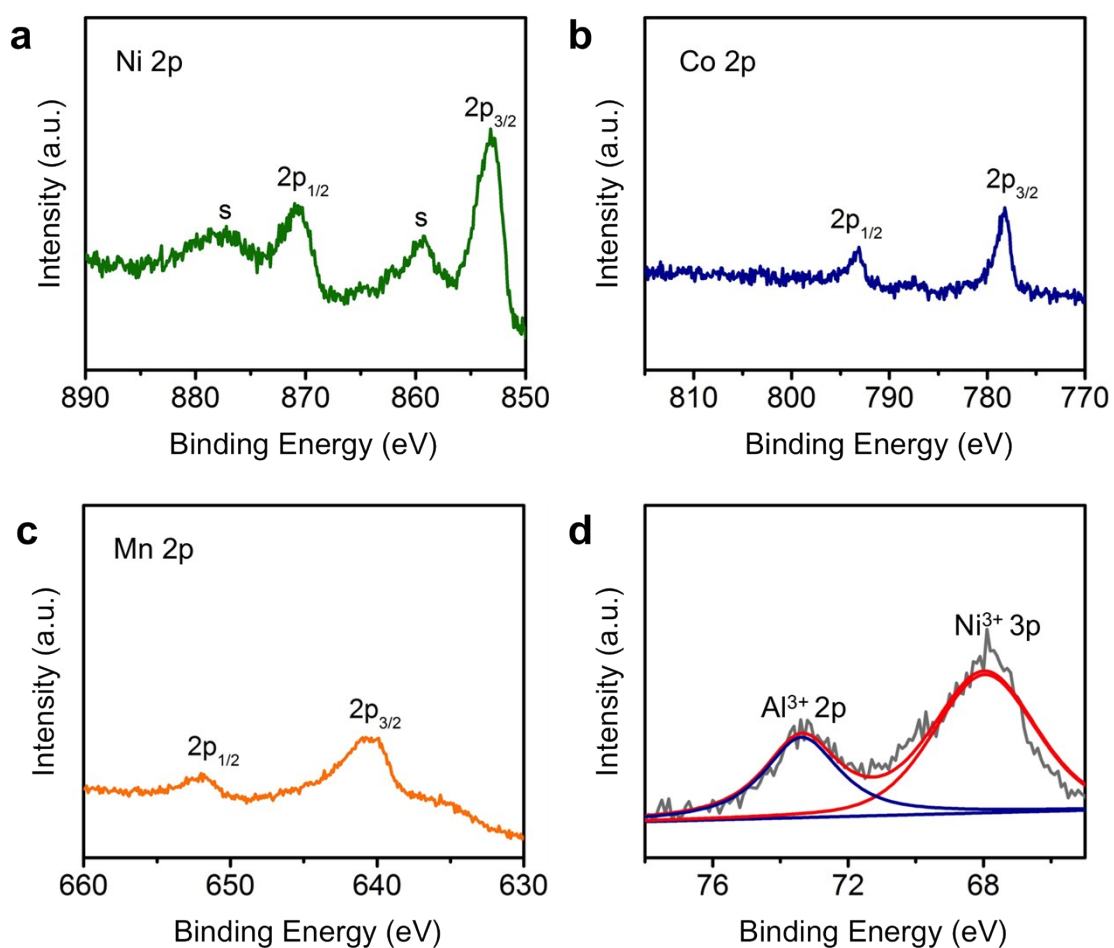 a
Ni 2p
2p3/2
2p1/2
s
s
Intensity (a.u.)
890 880 870 860 850
Binding Energy (eV)
b
Co 2p
2p3/2
2p1/2
Intensity (a.u.)
810 800 790 780 770
Binding Energy (eV)
c
Mn 2p
2p3/2
2p1/2
Intensity (a.u.)
660 650 640 630
Binding Energy (eV)
d
Ni³⁺ 3p
Al³⁺ 2p
Intensity (a.u.)
76 72 68
Binding Energy (eV)